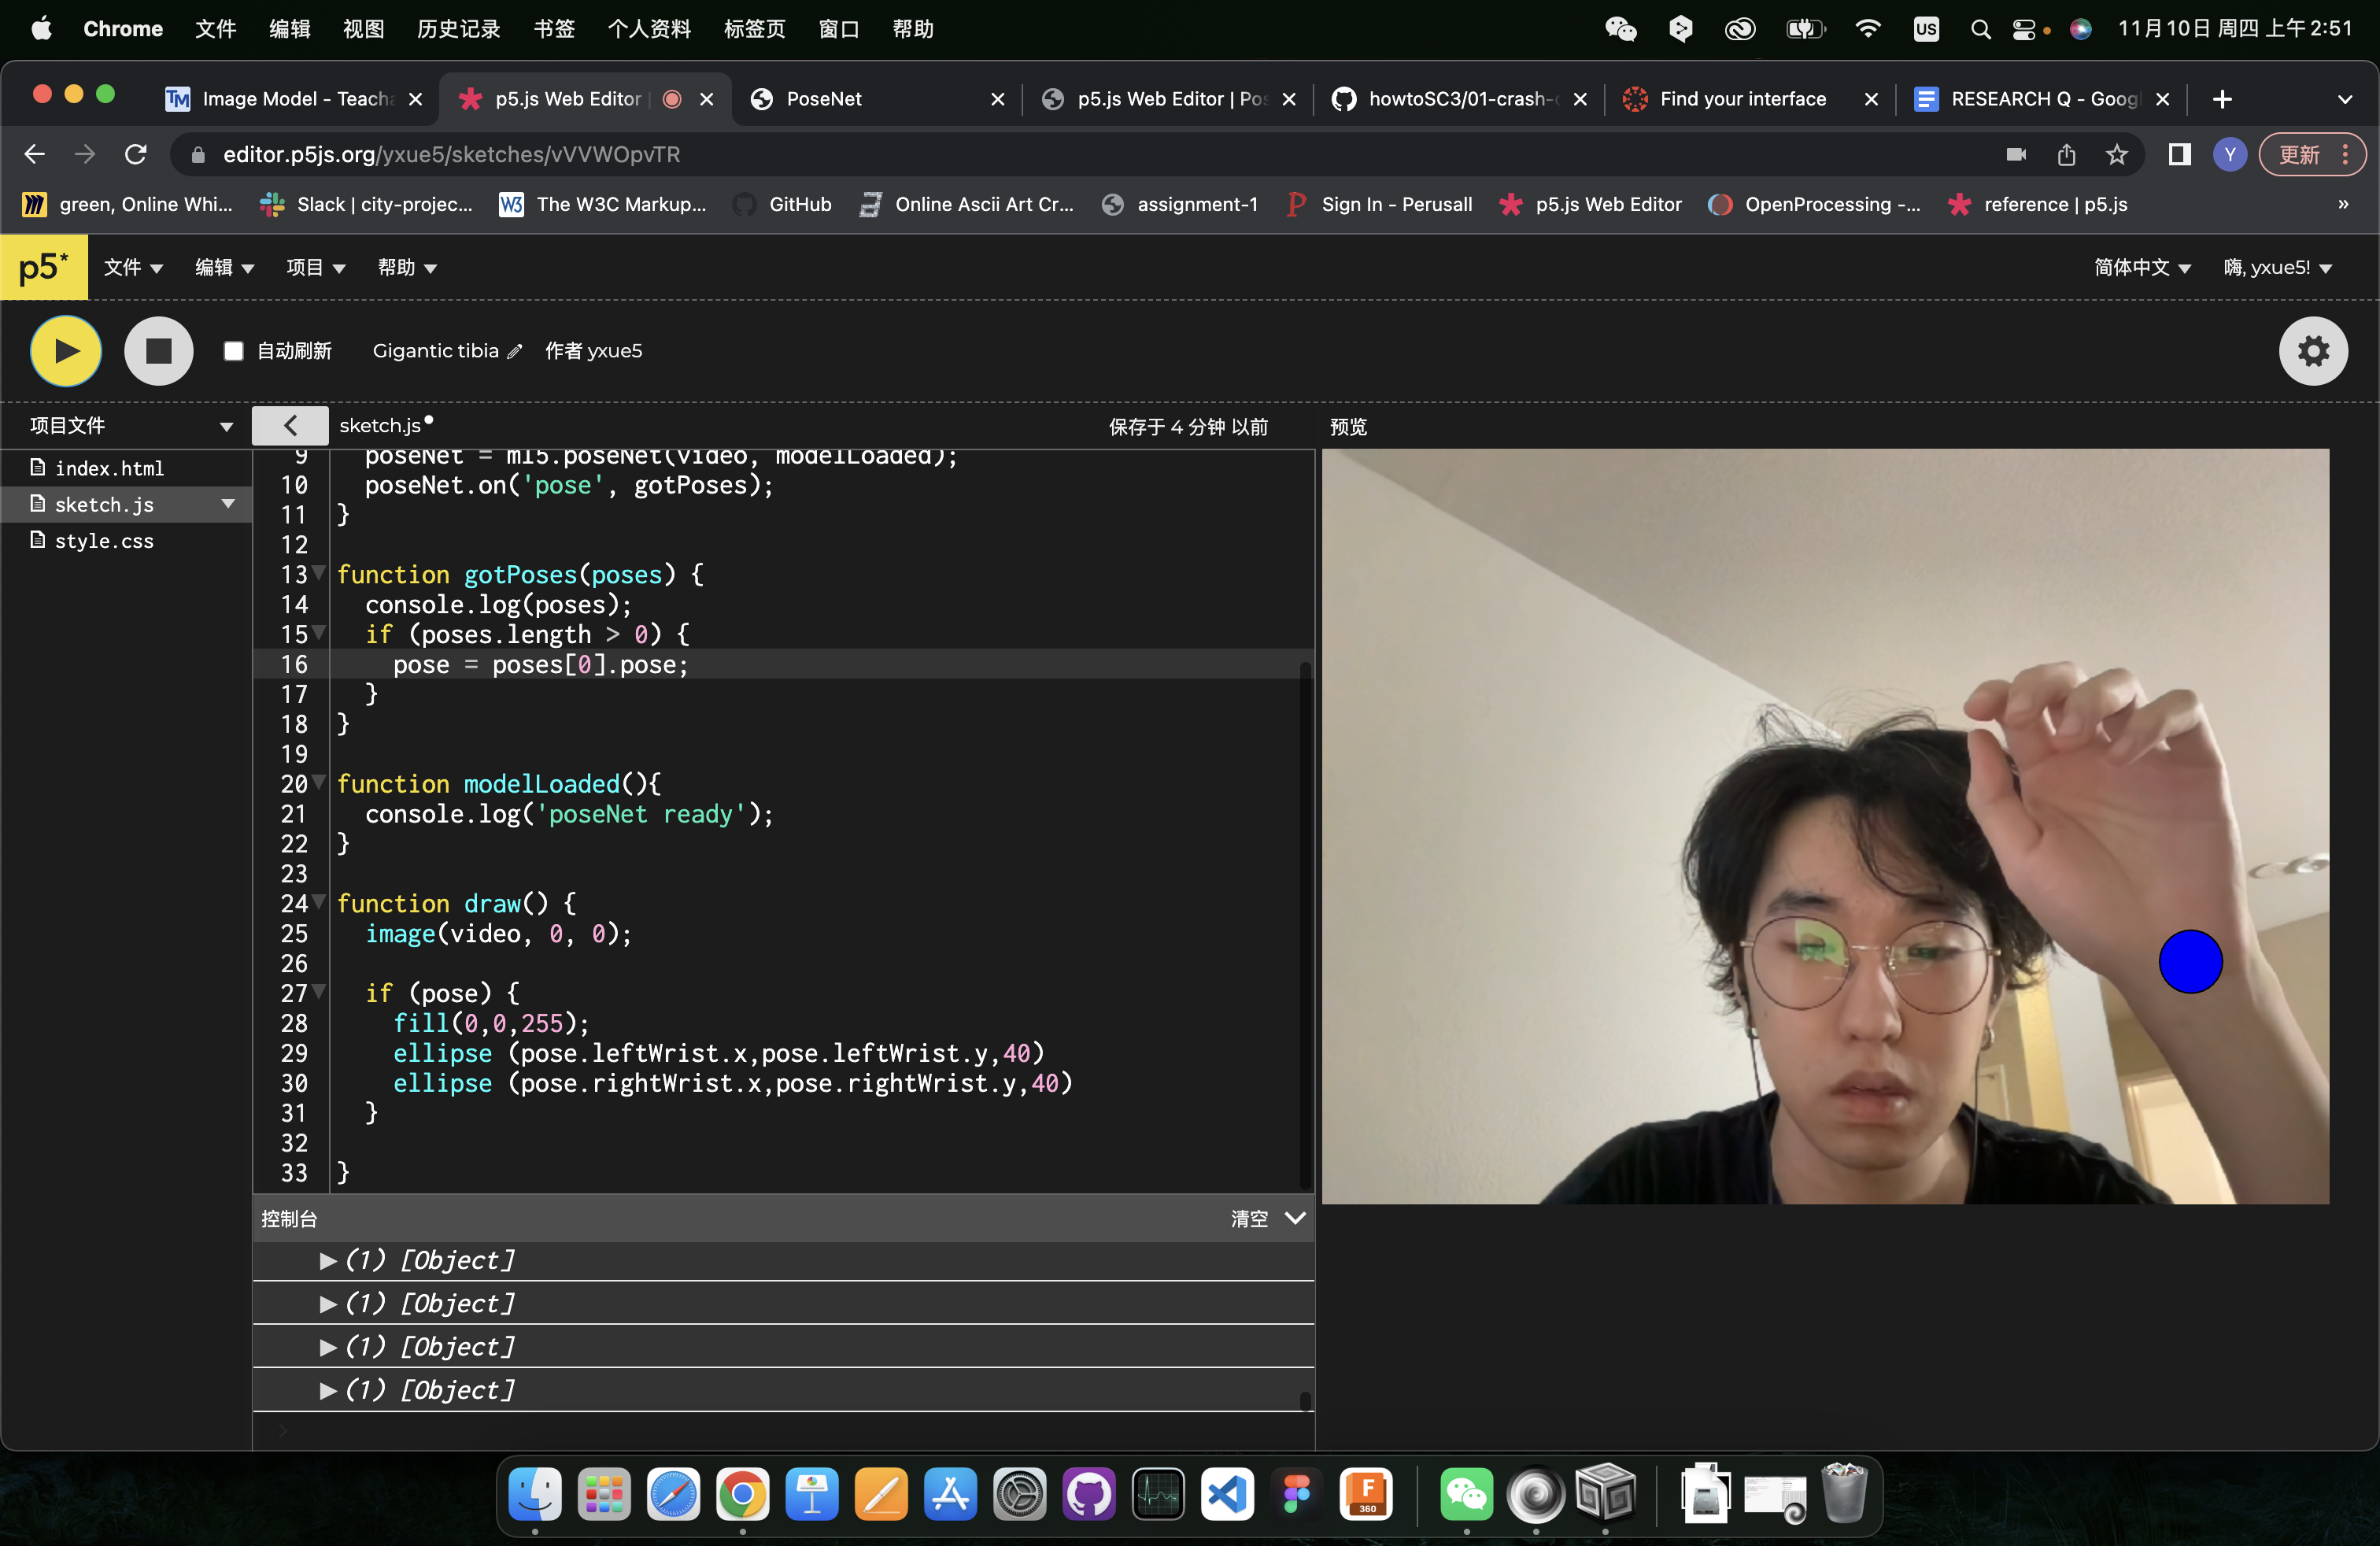 Chrome 文件 编辑 视图 历史记录 书签 个人资料 标签页 窗口 帮助 US 11月10日 周四 上午 2:51
TM Image Model - Teacha p5.js Web Editor PoseNet p5.js Web Editor | Pos howtoSC3/01-crash-c Find your interface RESEARCH Q - Googl
editor.p5js.org/yxue5/sketches/vVVWOpvTR Y 更新
green, Online Whi... Slack | city-projec... W3 The W3C Markup... GitHub Online Ascii Art Cr... assignment-1 P Sign In - Perusall p5.js Web Editor OpenProcessing -... reference | p5.js »
p5* 文件 编辑 项目 帮助 简体中文 嗨, yxue5!
自动刷新 Gigantic tibia 作者 yxue5
项目文件 sketch.js 保存于 4 分钟 以前 预览
index.html
sketch.js
style.css
9 poseNet = ml5.poseNet(video, modelLoaded);
10 poseNet.on('pose', gotPoses);
11 }
12
13 function gotPoses(poses) {
14 console.log(poses);
15 if (poses.length > 0) {
16 pose = poses[0].pose;
17 }
18 }
19
20 function modelLoaded(){
21 console.log('poseNet ready');
22 }
23
24 function draw() {
25 image(video, 0, 0);
26
27 if (pose) {
28 fill(0,0,255);
29 ellipse (pose.leftWrist.x,pose.leftWrist.y,40)
30 ellipse (pose.rightWrist.x,pose.rightWrist.y,40)
31 }
32
33 }
控制台 清空
(1) [Object]
(1) [Object]
(1) [Object]
(1) [Object]
F
360